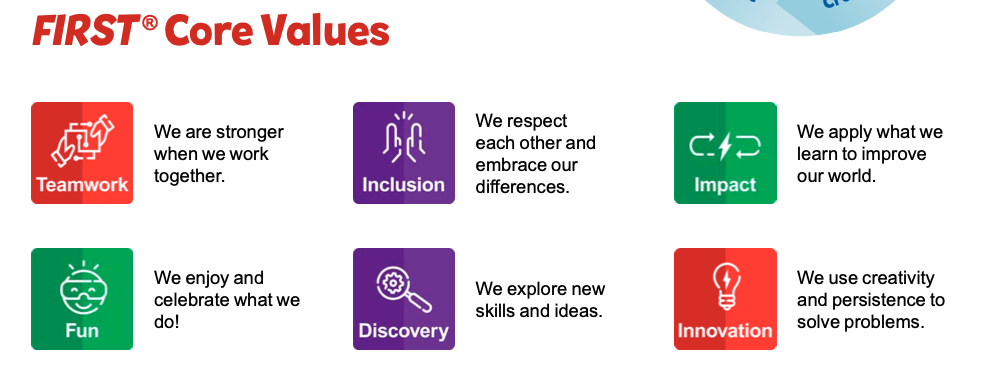 FIRST® Core Values
Teamwork
We are stronger
when we work
together.
Inclusion
We respect
each other and
embrace our
differences.
Impact
We apply what we
learn to improve
our world.
Fun
We enjoy and
celebrate what we
do!
Discovery
We explore new
skills and ideas.
Innovation
We use creativity
and persistence to
solve problems.